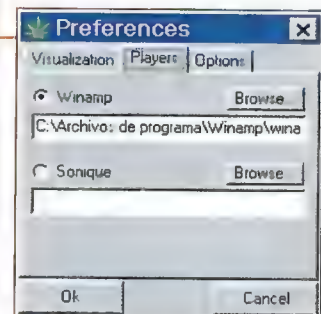 Preferences
Visualization Players Options
Winamp Browse
C:\Archivos de programa\Winamp\wina
Sonique Browse
Ok Cancel